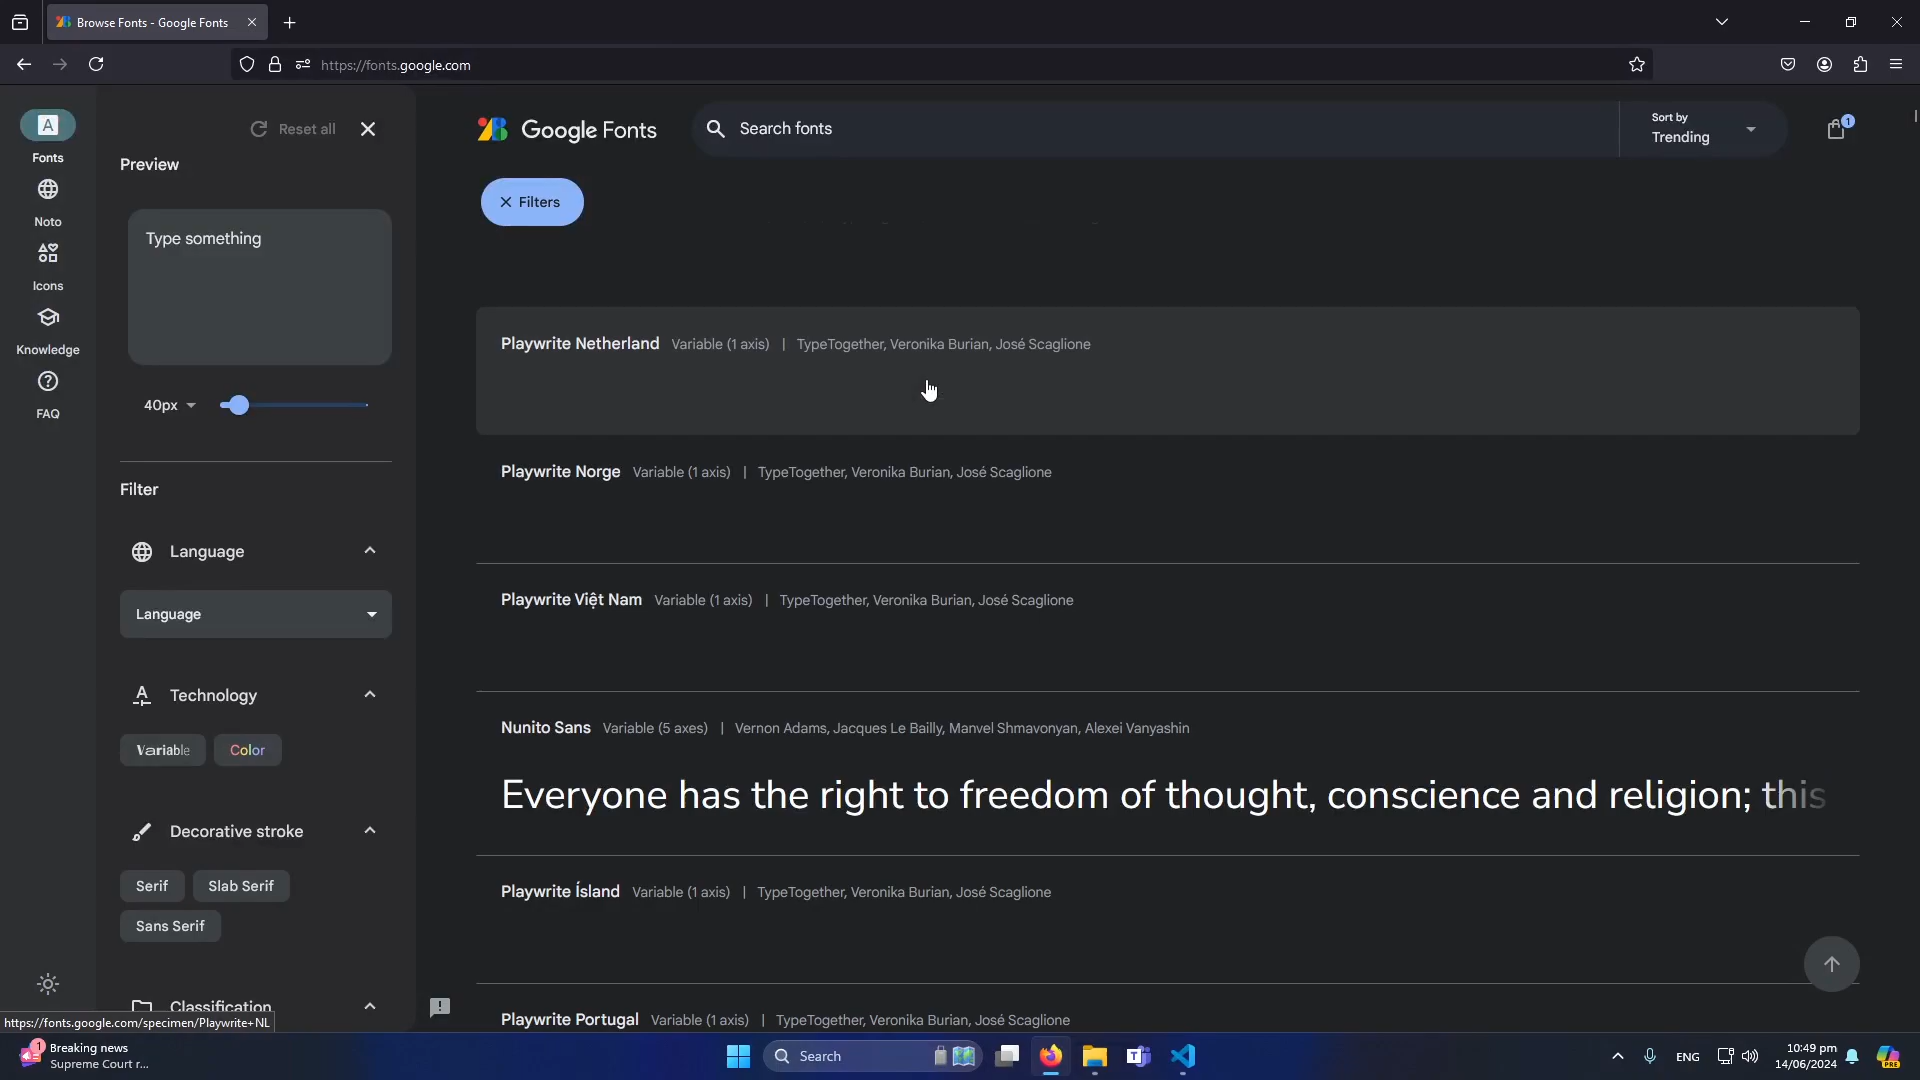 Browse Fonts - Google Fonts
https://fonts.google.com
Fonts
Noto
Icons
Knowledge
FAQ
Reset all
Preview
Type something
40px
Filter
Language
Language
Technology
Variable
Color
Decorative stroke
Serif
Slab Serif
Sans Serif
Classification
https://fonts.google.com/specimen/Playwrite+NL
Google Fonts
Search fonts
Sort by
Trending
1
Filters
Playwrite Netherland Variable (1 axis) | TypeTogether, Veronika Burian, José Scaglione
Playwrite Norge Variable (1 axis) | TypeTogether, Veronika Burian, José Scaglione
Playwrite Việt Nam Variable (1 axis) | TypeTogether, Veronika Burian, José Scaglione
Nunito Sans Variable (5 axes) | Vernon Adams, Jacques Le Bailly, Manvel Shmavonyan, Alexei Vanyashin
Everyone has the right to freedom of thought, conscience and religion; this
Playwrite Ísland Variable (1 axis) | TypeTogether, Veronika Burian, José Scaglione
Playwrite Portugal Variable (1 axis) | TypeTogether, Veronika Burian, José Scaglione
1
Breaking news
Supreme Court r...
Search
ENG
10:49 pm
14/06/2024
PRE